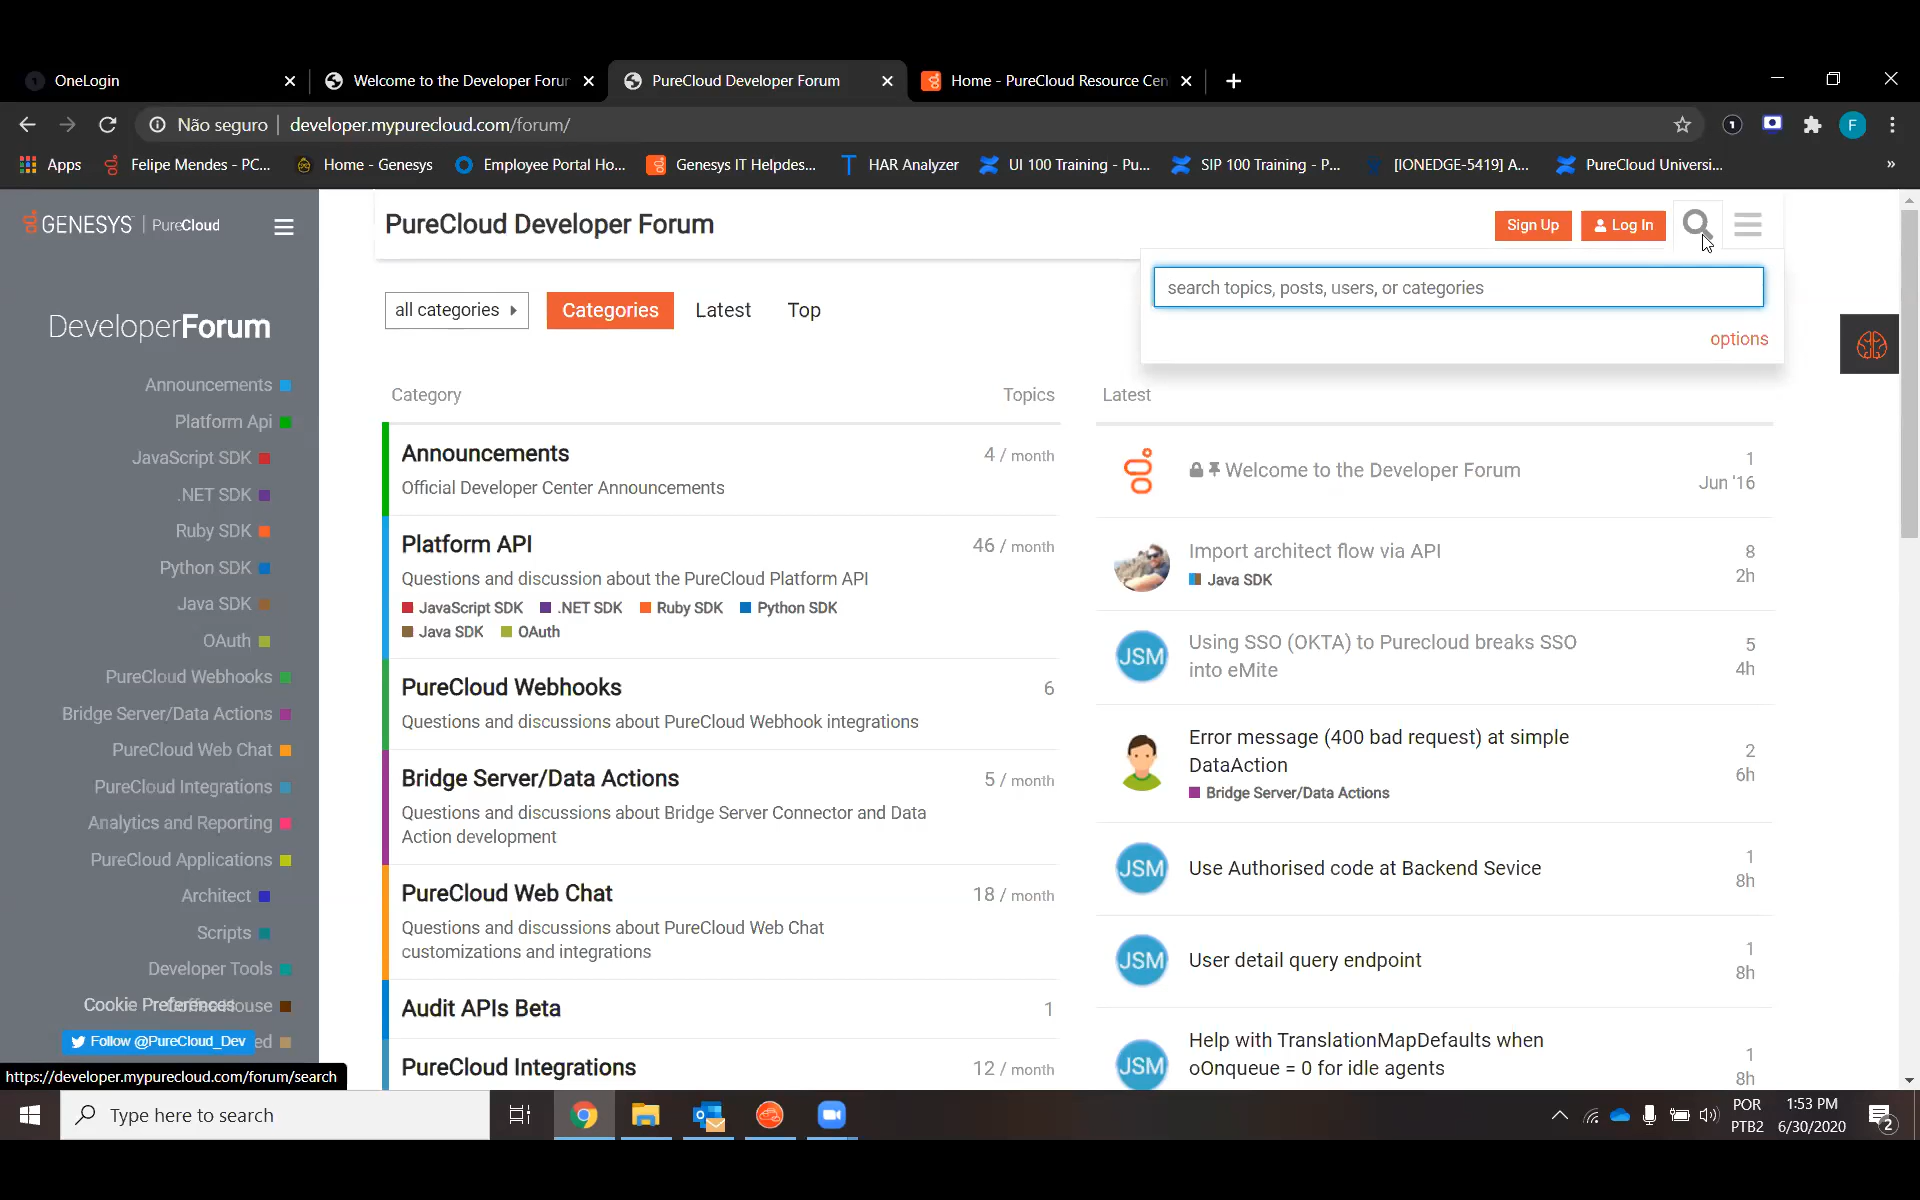 OneLogin
Welcome to the Developer Forur
PureCloud Developer Forum
Home - PureCloud Resource Cen
Não seguro | developer.mypurecloud.com/forum/
F
Apps
Felipe Mendes - PC...
Home - Genesys
Employee Portal Ho...
Genesys IT Helpdes...
HAR Analyzer
UI 100 Training - Pu...
SIP 100 Training - P...
[IONEDGE-5419] A...
PureCloud Universi...
»
GENESYS | PureCloud
PureCloud Developer Forum
Sign Up
Log In
search topics, posts, users, or categories
options
DeveloperForum
Announcements
Platform Api
JavaScript SDK
.NET SDK
Ruby SDK
Python SDK
Java SDK
OAuth
PureCloud Webhooks
Bridge Server/Data Actions
PureCloud Web Chat
PureCloud Integrations
Analytics and Reporting
PureCloud Applications
Architect
Scripts
Developer Tools
Cookie Preferences
Follow @PureCloud_Dev
https://developer.mypurecloud.com/forum/search
all categories
Categories
Latest
Top
Category
Topics
Announcements
4 / month
Official Developer Center Announcements
Platform API
46 / month
Questions and discussion about the PureCloud Platform API
JavaScript SDK
.NET SDK
Ruby SDK
Python SDK
Java SDK
OAuth
PureCloud Webhooks
6
Questions and discussions about PureCloud Webhook integrations
Bridge Server/Data Actions
5 / month
Questions and discussions about Bridge Server Connector and Data
Action development
PureCloud Web Chat
18 / month
Questions and discussions about PureCloud Web Chat
customizations and integrations
Audit APIs Beta
1
PureCloud Integrations
12 / month
Latest
Welcome to the Developer Forum
1
Jun '16
Import architect flow via API
8
Java SDK
2h
JSM
Using SSO (OKTA) to Purecloud breaks SSO
into eMite
5
4h
Error message (400 bad request) at simple
DataAction
2
6h
Bridge Server/Data Actions
JSM
Use Authorised code at Backend Sevice
1
8h
JSM
User detail query endpoint
1
8h
JSM
Help with TranslationMapDefaults when
oOnqueue = 0 for idle agents
1
8h
Type here to search
POR
PTB2
1:53 PM
6/30/2020
2